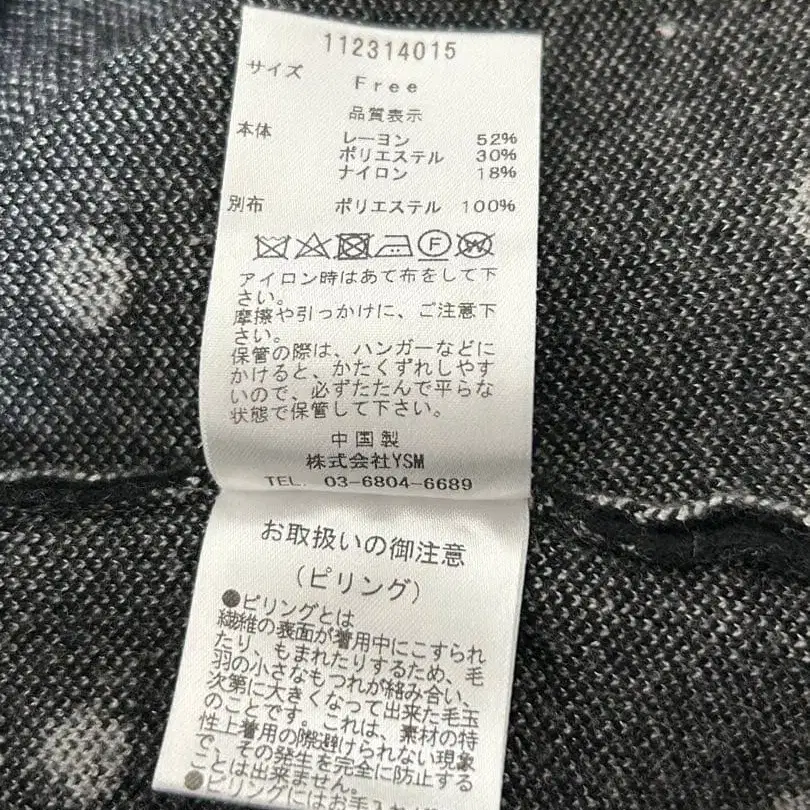 112314015
サイズ
Free
品質表示
本体 レーヨン 52%
ポリエステル 30%
ナイロン 18%
別布 ポリエステル 100%
F W
アイロン時はあて布をして下
さい。
摩擦や引っかけに、ご注意下
さい。
保管の際は、ハンガーなどに
かけると、かたくずれしやす
いので、必ずたたんで平らな
状態で保管して下さい。
中国製
株式会社YSM
TEL. 03-6804-6689
お取扱いの御注意
(ピリング)
●ピリングとは
繊維の表面が着用中にこすられ
たり、もまれたりするため、毛
羽の小さなもつれが絡み合い、
次第に大きくなって出来た毛玉
のことです。これは、素材の特
性上着用の際避けられない現象
で、その発生を完全に防止する
ことは出来ません。
●ピリングにはお手入れが